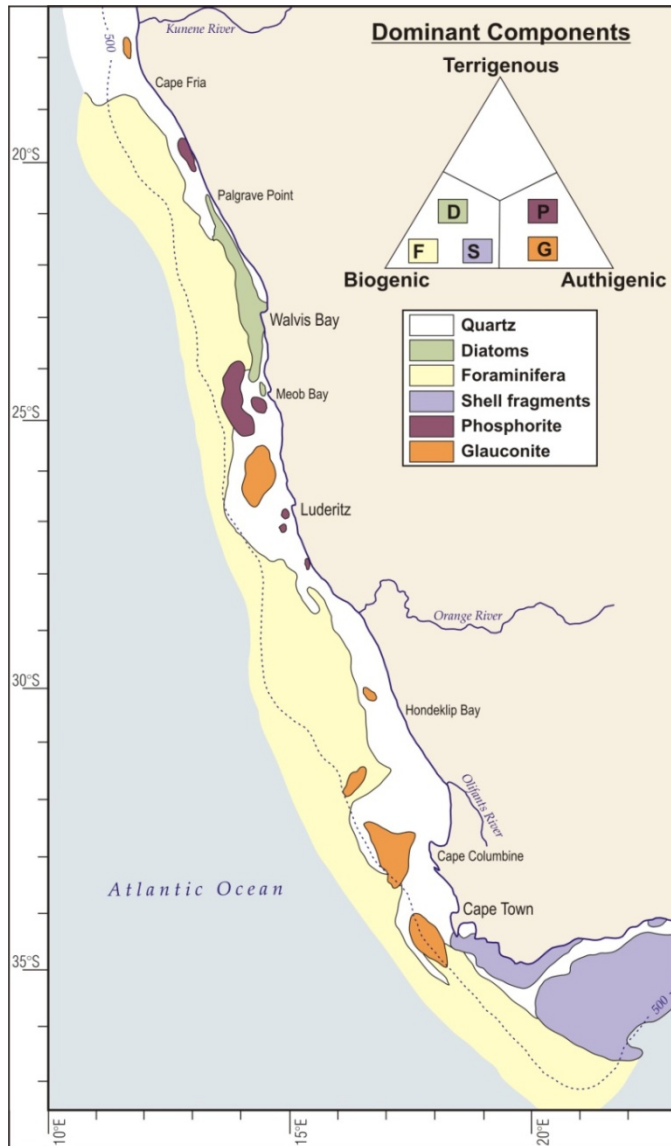 500
Kunene River
Cape Fria
Dominant Components
Terrigenous
20°S
Palgrave Point
D
P
F
S
G
Biogenic
Authigenic
Walvis Bay
Quartz
Diatoms
Foraminifera
Shell fragments
Phosphorite
Glauconite
Meob Bay
25°S
Luderitz
Orange River
30°S
Hondeklip Bay
Olifants River
Cape Columbine
Atlantic Ocean
Cape Town
35°S
500
10°E
15°E
20°E